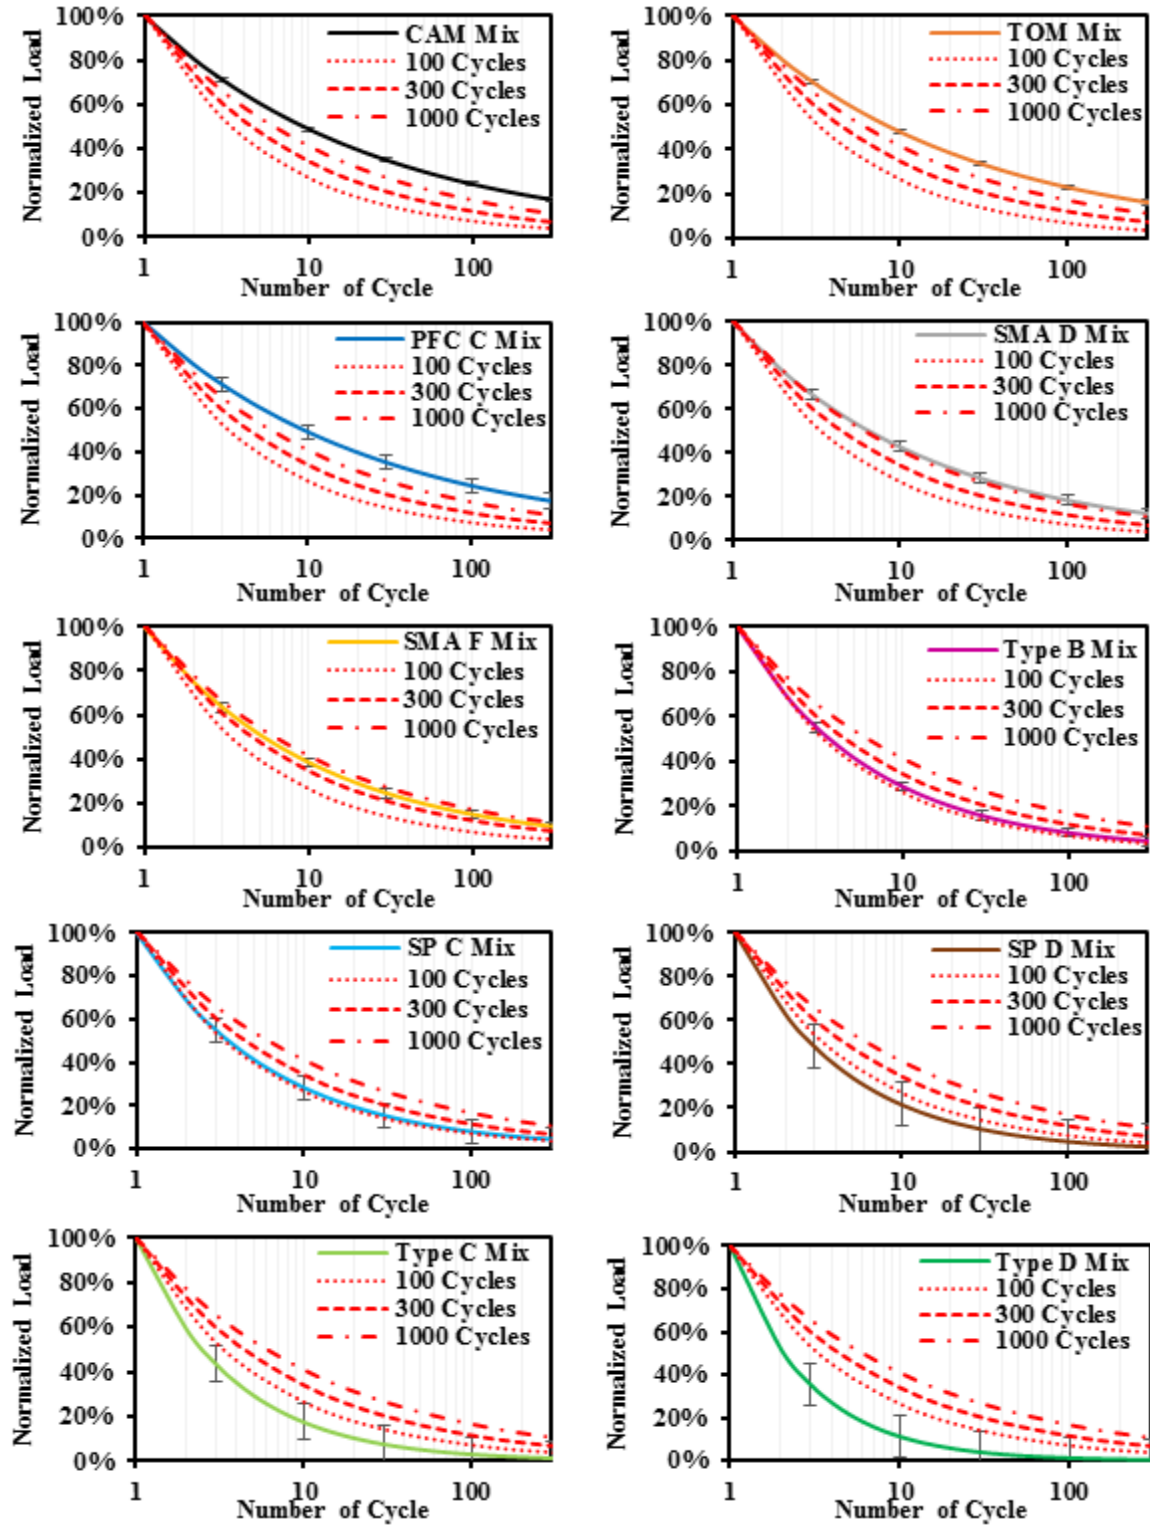 Normalized Load
100%
80%
60%
40%
20%
0%
CAM Mix
100 Cycles
300 Cycles
1000 Cycles
1 10 100
Number of Cycle
Normalized Load
100%
80%
60%
40%
20%
0%
TOM Mix
100 Cycles
300 Cycles
1000 Cycles
1 10 100
Number of Cycle
Normalized Load
100%
80%
60%
40%
20%
0%
PFC C Mix
100 Cycles
300 Cycles
1000 Cycles
1 10 100
Number of Cycle
Normalized Load
100%
80%
60%
40%
20%
0%
SMA D Mix
100 Cycles
300 Cycles
1000 Cycles
1 10 100
Number of Cycle
Normalized Load
100%
80%
60%
40%
20%
0%
SMA F Mix
100 Cycles
300 Cycles
1000 Cycles
1 10 100
Number of Cycle
Normalized Load
100%
80%
60%
40%
20%
0%
Type B Mix
100 Cycles
300 Cycles
1000 Cycles
1 10 100
Number of Cycle
Normalized Load
100%
80%
60%
40%
20%
0%
SP C Mix
100 Cycles
300 Cycles
1000 Cycles
1 10 100
Number of Cycle
Normalized Load
100%
80%
60%
40%
20%
0%
SP D Mix
100 Cycles
300 Cycles
1000 Cycles
1 10 100
Number of Cycle
Normalized Load
100%
80%
60%
40%
20%
0%
Type C Mix
100 Cycles
300 Cycles
1000 Cycles
1 10 100
Number of Cycle
Normalized Load
100%
80%
60%
40%
20%
0%
Type D Mix
100 Cycles
300 Cycles
1000 Cycles
1 10 100
Number of Cycle